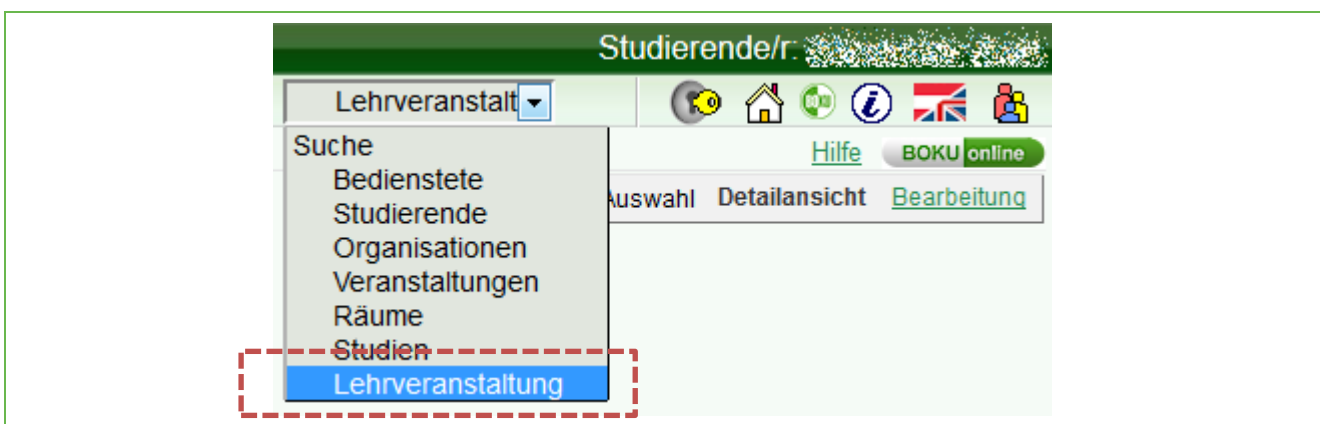 Studierende/r:
Lehrveranstalt
Suche
Hilfe BOKU online
Bedienstete
Auswahl Detailansicht Bearbeitung
Studierende
Organisationen
Veranstaltungen
Räume
Studien
Lehrveranstaltung